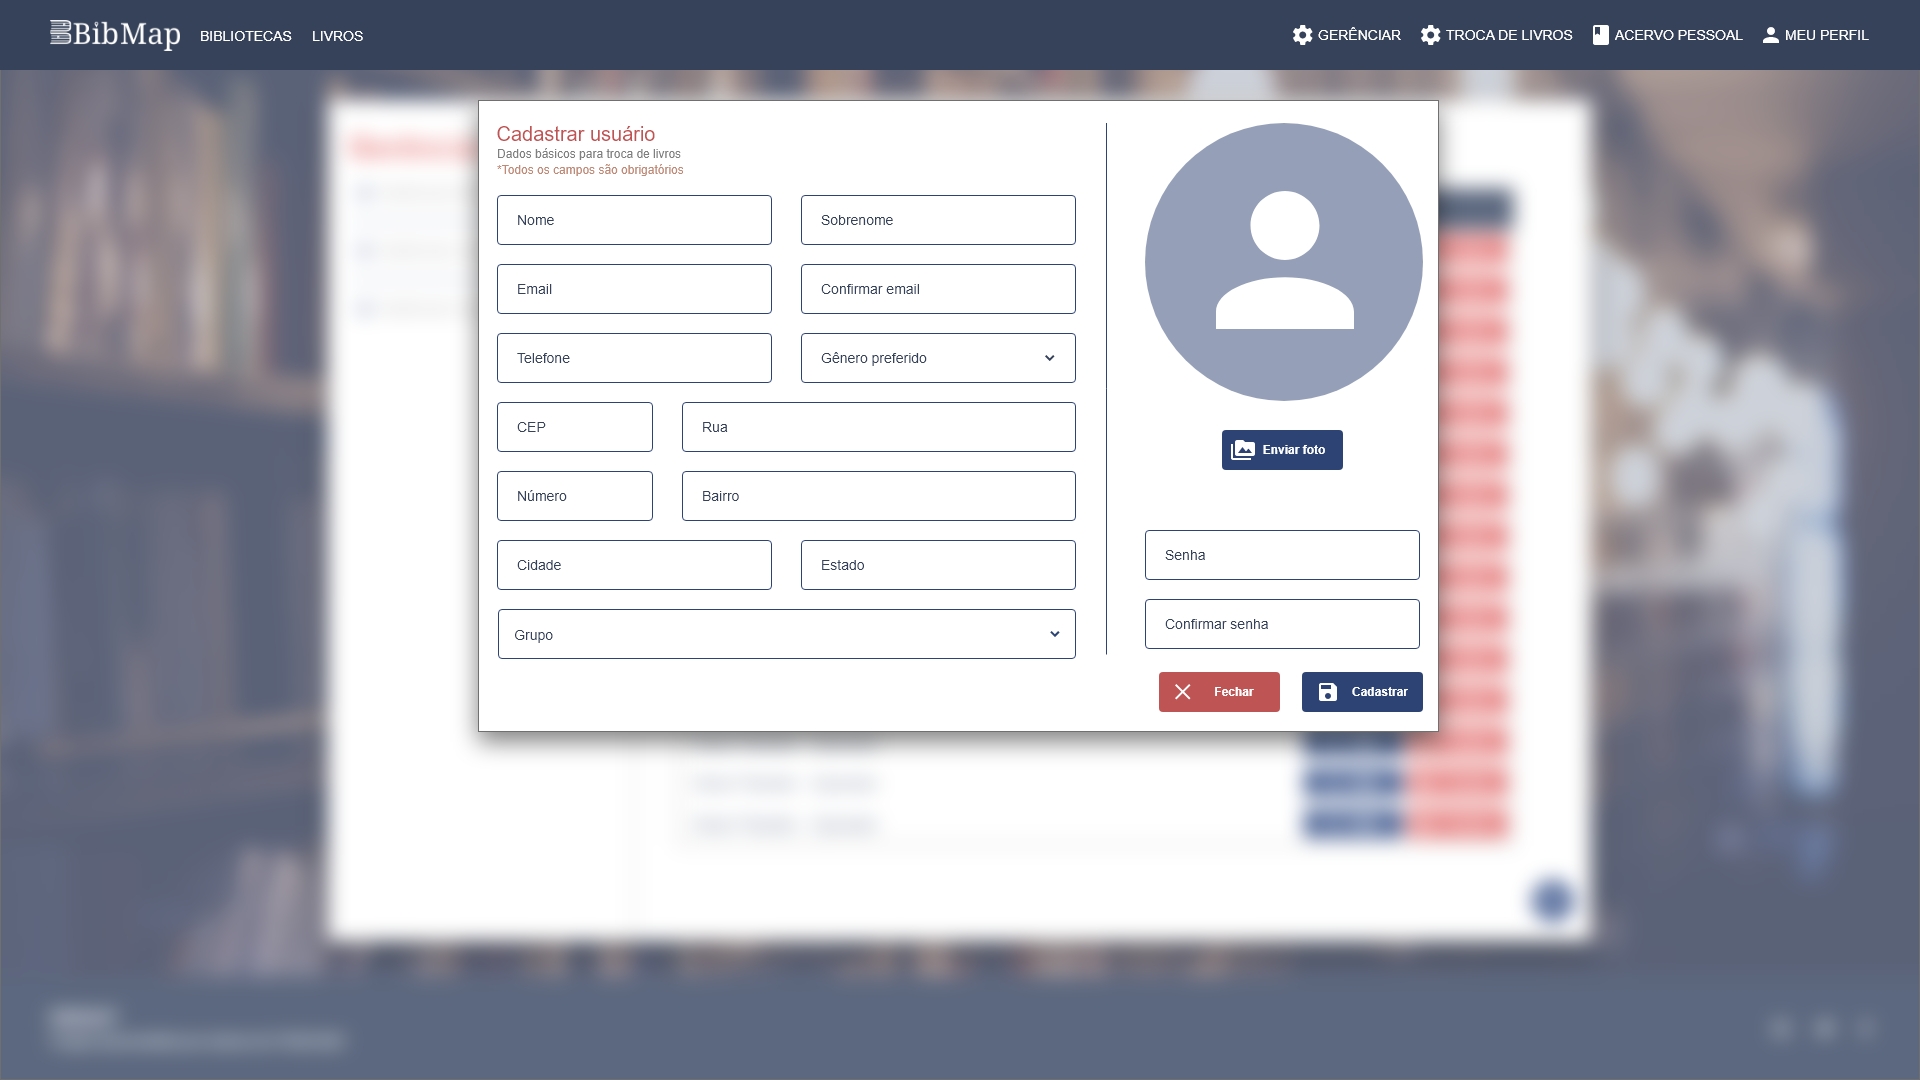 BibMap
BIBLIOTECAS
LIVROS
GERÊNCIAR
TROCA DE LIVROS
ACERVO PESSOAL
MEU PERFIL
Cadastrar usuário
Dados básicos para troca de livros
*Todos os campos são obrigatórios
Nome
Sobrenome
Email
Confirmar email
Telefone
Gênero preferido
CEP
Rua
Número
Bairro
Cidade
Estado
Grupo
Enviar foto
Senha
Confirmar senha
Fechar
Cadastrar